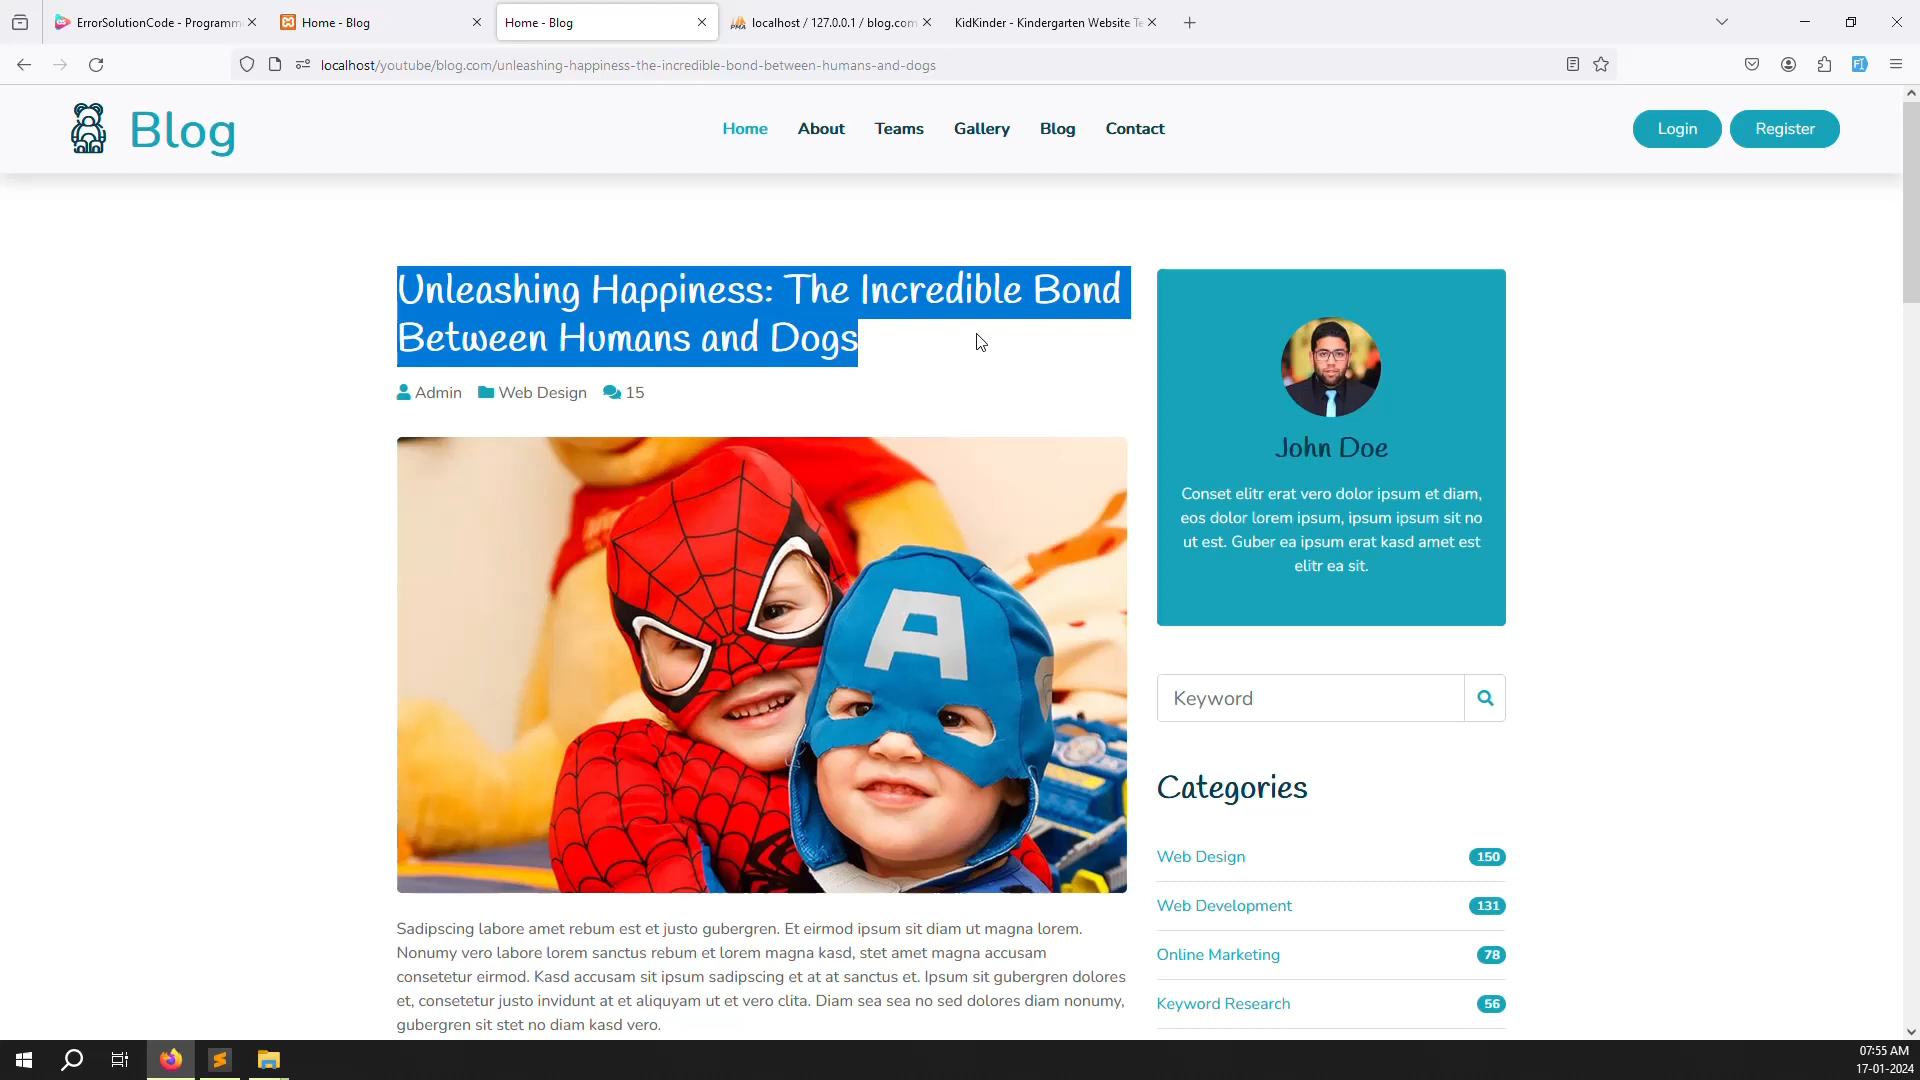 ErrorSolutionCode - Programm
Home - Blog
Home - Blog
localhost / 127.0.0.1 / blog.com
KidKinder - Kindergarten Website Te
localhost/youtube/blog.com/unleashing-happiness-the-incredible-bond-between-humans-and-dogs
Blog
Home
About
Teams
Gallery
Blog
Contact
Login
Register
Unleashing Happiness: The Incredible Bond
Between Humans and Dogs
Admin
Web Design
15
A
Sadipscing labore amet rebum est et justo gubergren. Et eirmod ipsum sit diam ut magna lorem.
Nonumy vero labore lorem sanctus rebum et lorem magna kasd, stet amet magna accusam
consetetur eirmod. Kasd accusam sit ipsum sadipscing et at at sanctus et. Ipsum sit gubergren dolores
et, consetetur justo invidunt at et aliquyam ut et vero clita. Diam sea sea no sed dolores diam nonumy,
gubergren sit stet no diam kasd vero.
John Doe
Conset elitr erat vero dolor ipsum et diam,
eos dolor lorem ipsum, ipsum ipsum sit no
ut est. Guber ea ipsum erat kasd amet est
elitr ea sit.
Keyword
Categories
Web Design 150
Web Development 131
Online Marketing 78
Keyword Research 56
07:55 AM
17-01-2024